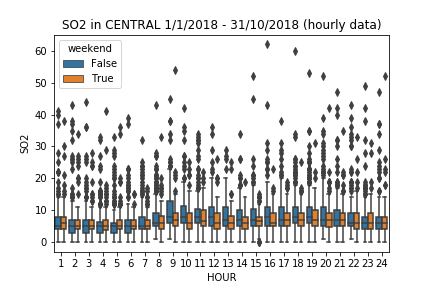 SO2 in CENTRAL 1/1/2018 - 31/10/2018 (hourly data)
weekend
False
True
60
50
40
30
20
10
0
SO2
1 2 3 4 5 6 7 8 9 10 11 12 13 14 15 16 17 18 19 20 21 22 23 24
HOUR